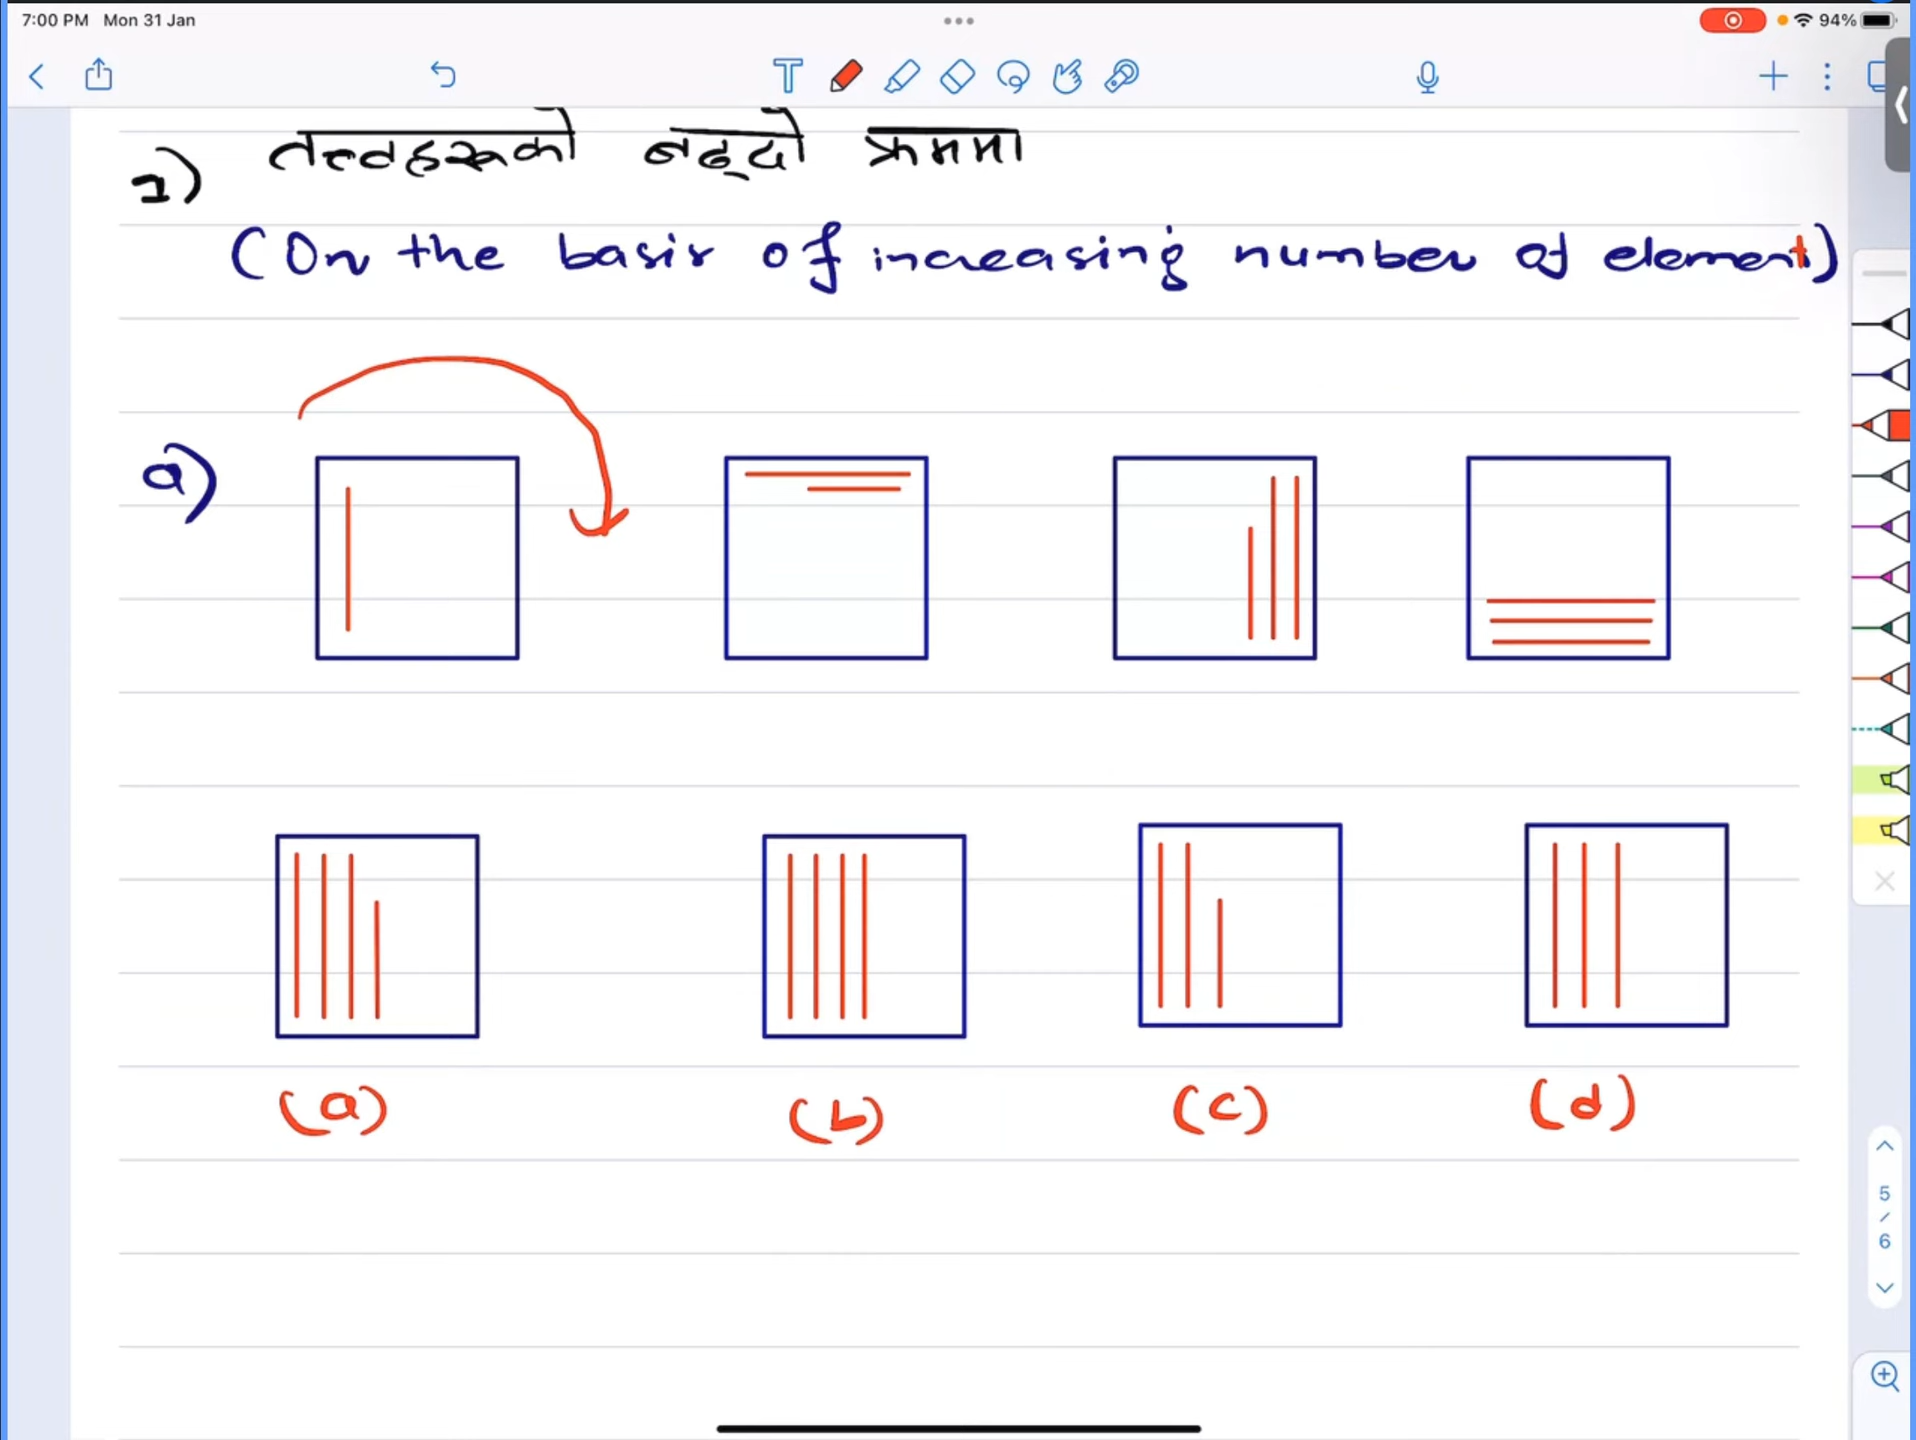 7:00 PM Mon 31 Jan
94%
1) तत्त्वहरूको बढ्दो क्रममा
(On the basis of increasing number of element)
a)
(a) (b) (c) (d)
5
/
6